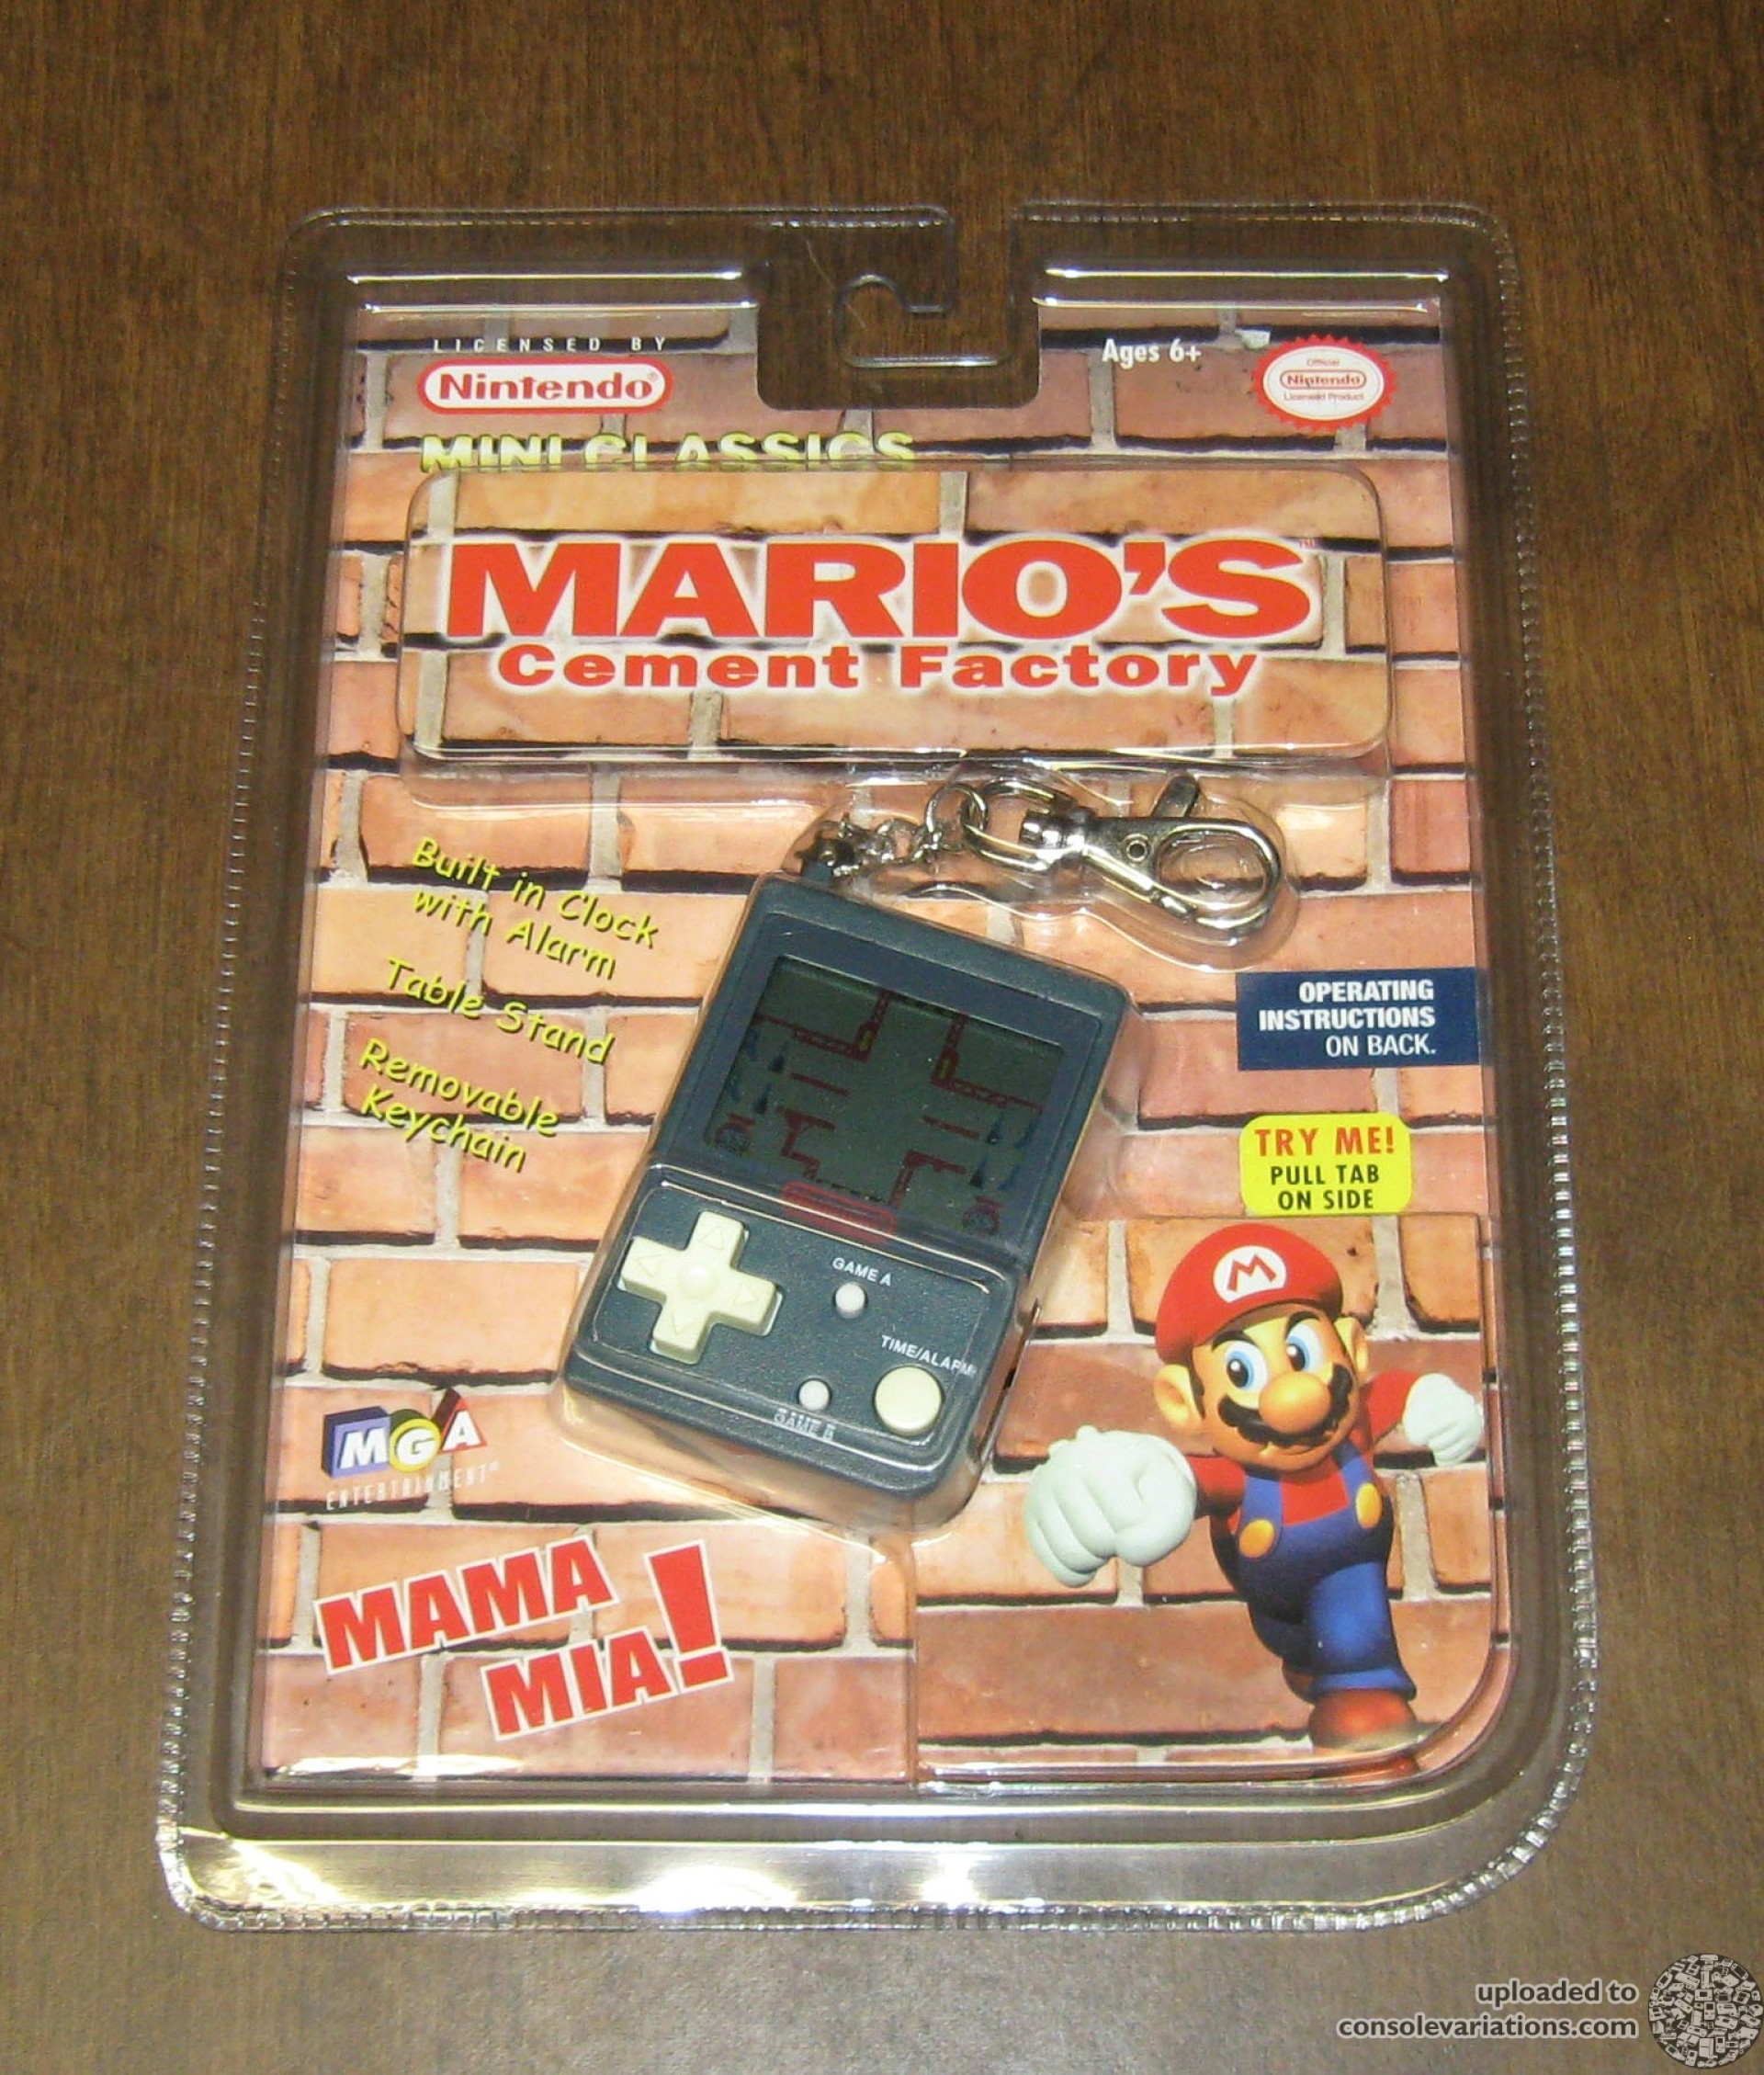 LICENSED BY
Nintendo®
Ages 6+
Official
Nintendo
Licensed Product
MINI CLASSICS
MARIO'S™
Cement Factory
Built in Clock
with Alarm
Table Stand
Removable
Keychain
OPERATING
INSTRUCTIONS
ON BACK.
TRY ME!
PULL TAB
ON SIDE
GAME A
TIME/ALARM
GAME B
M
MGA
ENTERTAINMENT
MAMA
MIA!
uploaded to
consolevariations.com